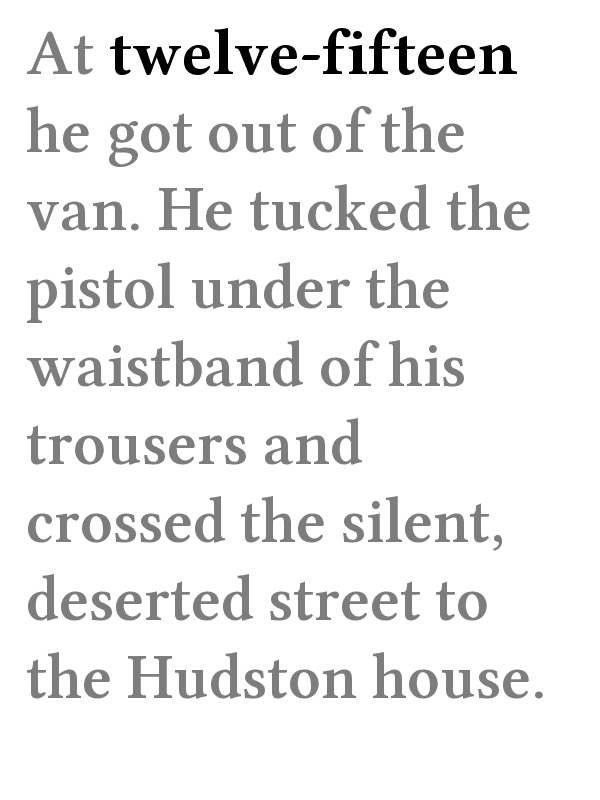 At twelve-fifteen
he got out of the
van. He tucked the
pistol under the
waistband of his
trousers and
crossed the silent,
deserted street to
the Hudston house.